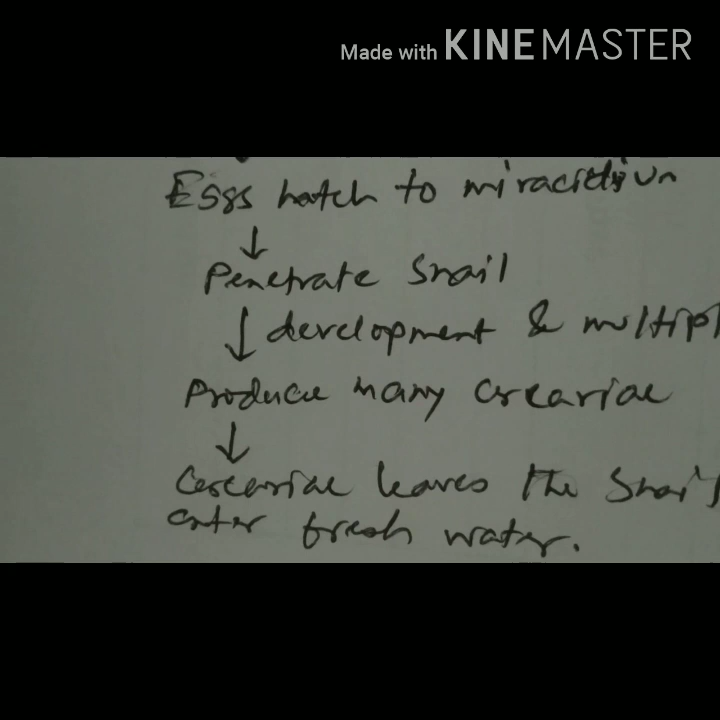 Made with KINEMASTER
Eggs hatch to miracidium
↓
Penetrate Snail
↓ development & multipl
Produce many cercariae
↓
Cercariae leaves the Snail
enter fresh water.